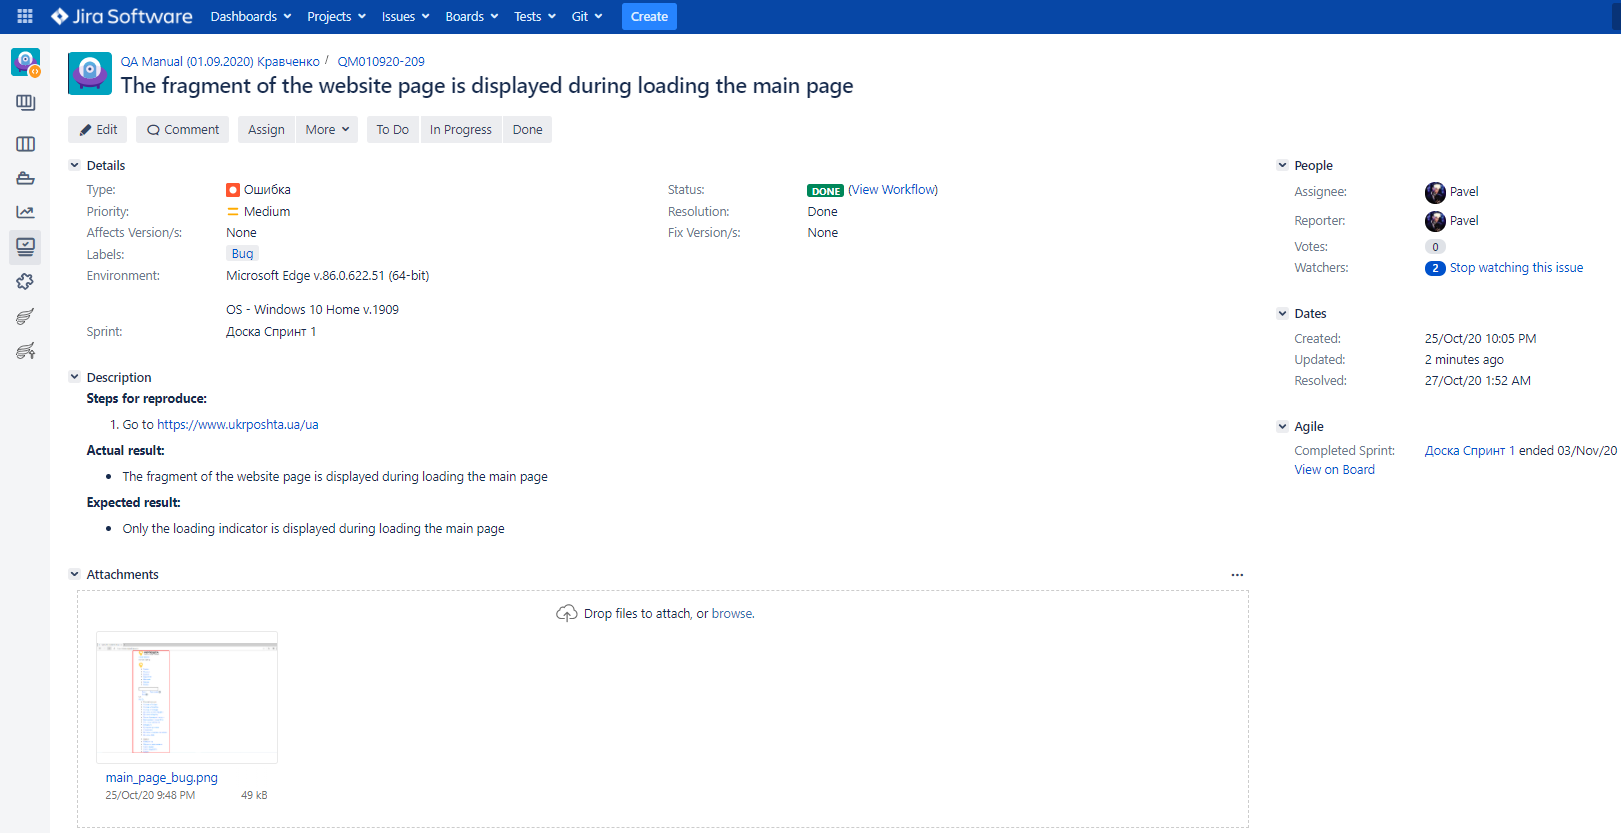 Jira Software Dashboards Projects Issues Boards Tests Git Create
QA Manual (01.09.2020) Кравченко / QM010920-209
The fragment of the website page is displayed during loading the main page
Edit Comment Assign More To Do In Progress Done
Details
Type: Ошибка
Priority: Medium
Affects Version/s: None
Labels: Bug
Environment: Microsoft Edge v.86.0.622.51 (64-bit)
OS - Windows 10 Home v.1909
Sprint: Доска Спринт 1
Status: DONE (View Workflow)
Resolution: Done
Fix Version/s: None
Description
Steps for reproduce:
1. Go to https://www.ukrposhta.ua/ua
Actual result:
• The fragment of the website page is displayed during loading the main page
Expected result:
• Only the loading indicator is displayed during loading the main page
Attachments
Drop files to attach, or browse.
main_page_bug.png
25/Oct/20 9:48 PM 49 kB
People
Assignee: Pavel
Reporter: Pavel
Votes: 0
Watchers: 2 Stop watching this issue
Dates
Created: 25/Oct/20 10:05 PM
Updated: 2 minutes ago
Resolved: 27/Oct/20 1:52 AM
Agile
Completed Sprint: Доска Спринт 1 ended 03/Nov/20
View on Board